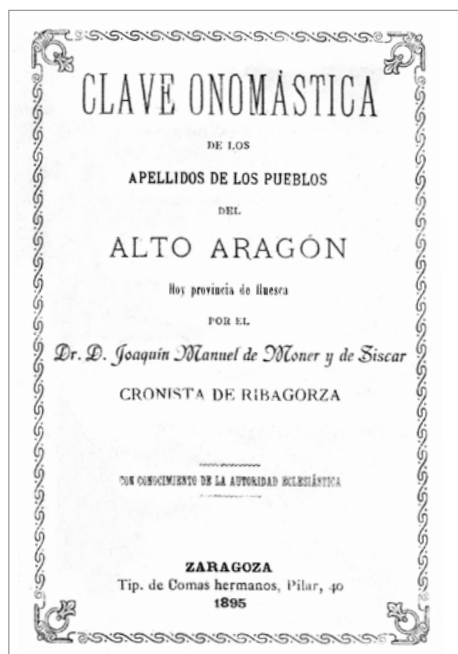 CLAVE ONOMÁSTICA
DE LOS
APELLIDOS DE LOS PUEBLOS
DEL
ALTO ARAGÓN
Hoy provincia de Huesca
POR EL
Dr. D. Joaquín Manuel de Moner y de Siscar
CRONISTA DE RIBAGORZA
CON CONOCIMIENTO DE LA AUTORIDAD ECLESIÁSTICA
ZARAGOZA
Tip. de Comas hermanos, Pilar, 40
1895